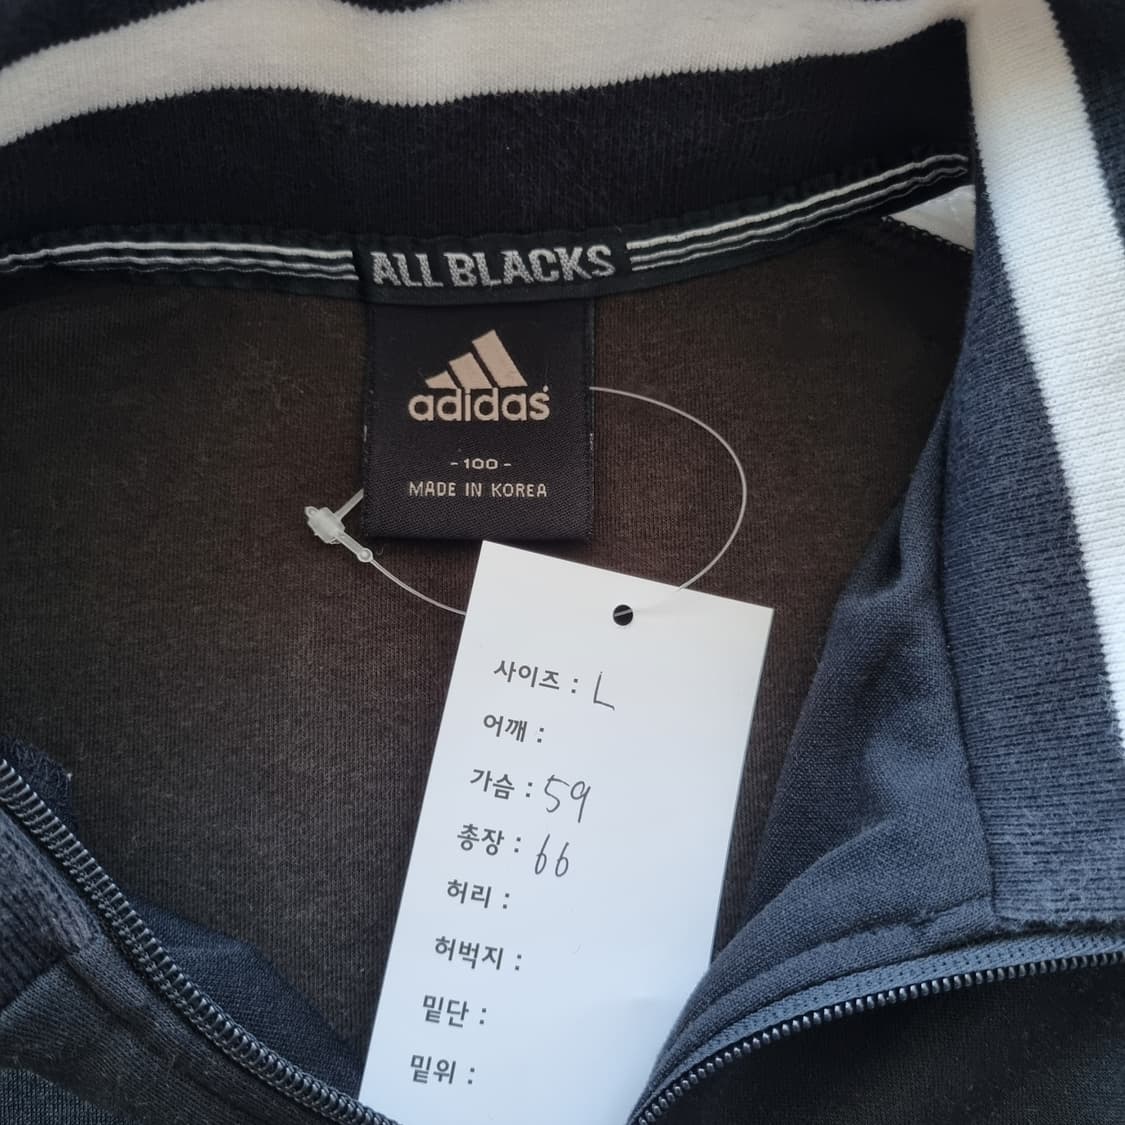 ALL BLACKS
adidas
- 100 -
MADE IN KOREA
사이즈 : L
어깨 :
가슴 : 59
총장 : 66
허리 :
허벅지 :
밑단 :
밑위 :